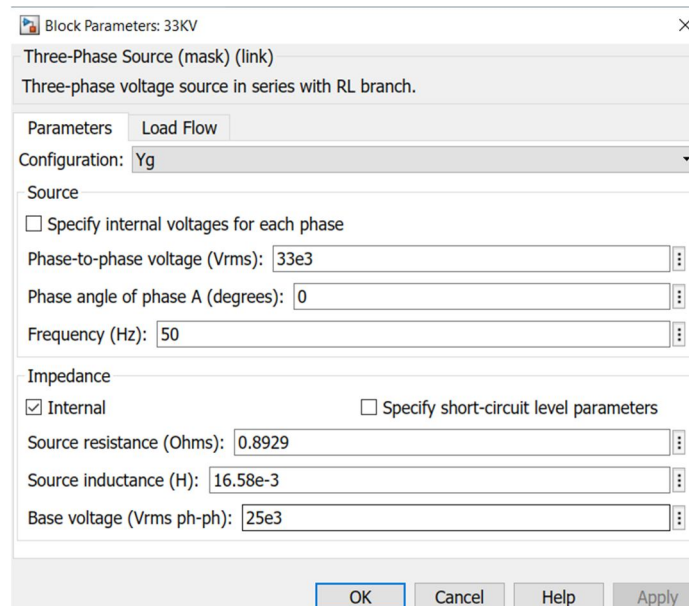 Block Parameters: 33KV
Three-Phase Source (mask) (link)
Three-phase voltage source in series with RL branch.
Parameters Load Flow
Configuration: Yg
Source
Specify internal voltages for each phase
Phase-to-phase voltage (Vrms): 33e3
Phase angle of phase A (degrees): 0
Frequency (Hz): 50
Impedance
Internal Specify short-circuit level parameters
Source resistance (Ohms): 0.8929
Source inductance (H): 16.58e-3
Base voltage (Vrms ph-ph): 25e3
OK Cancel Help Apply